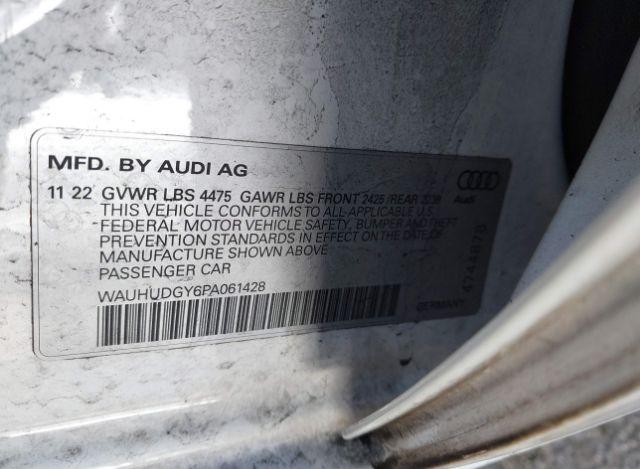 MFD. BY AUDI AG
11 22 GVWR LBS 4475 GAWR LBS FRONT 2425 /REAR
THIS VEHICLE CONFORMS TO ALL APPLICABLE U.S.
FEDERAL MOTOR VEHICLE SAFETY, BUMPER AND THEFT
PREVENTION STANDARDS IN EFFECT ON THE DATE OF
MANUFACTURE SHOWN ABOVE
PASSENGER CAR
WAUHUDGY6PA061428
Audi
GERMANY